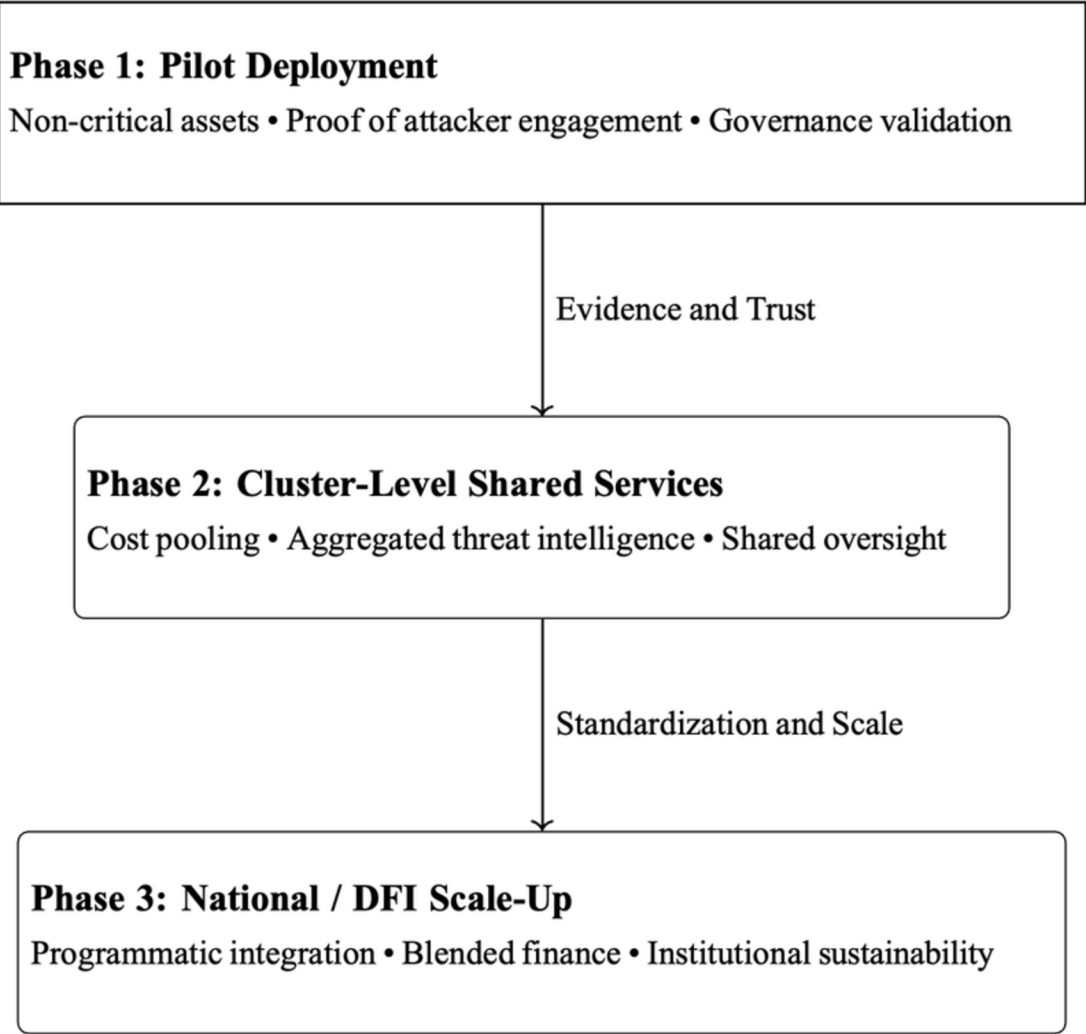 Phase 1: Pilot Deployment
Non-critical assets • Proof of attacker engagement • Governance validation
Evidence and Trust
Phase 2: Cluster-Level Shared Services
Cost pooling • Aggregated threat intelligence • Shared oversight
Standardization and Scale
Phase 3: National / DFI Scale-Up
Programmatic integration • Blended finance • Institutional sustainability